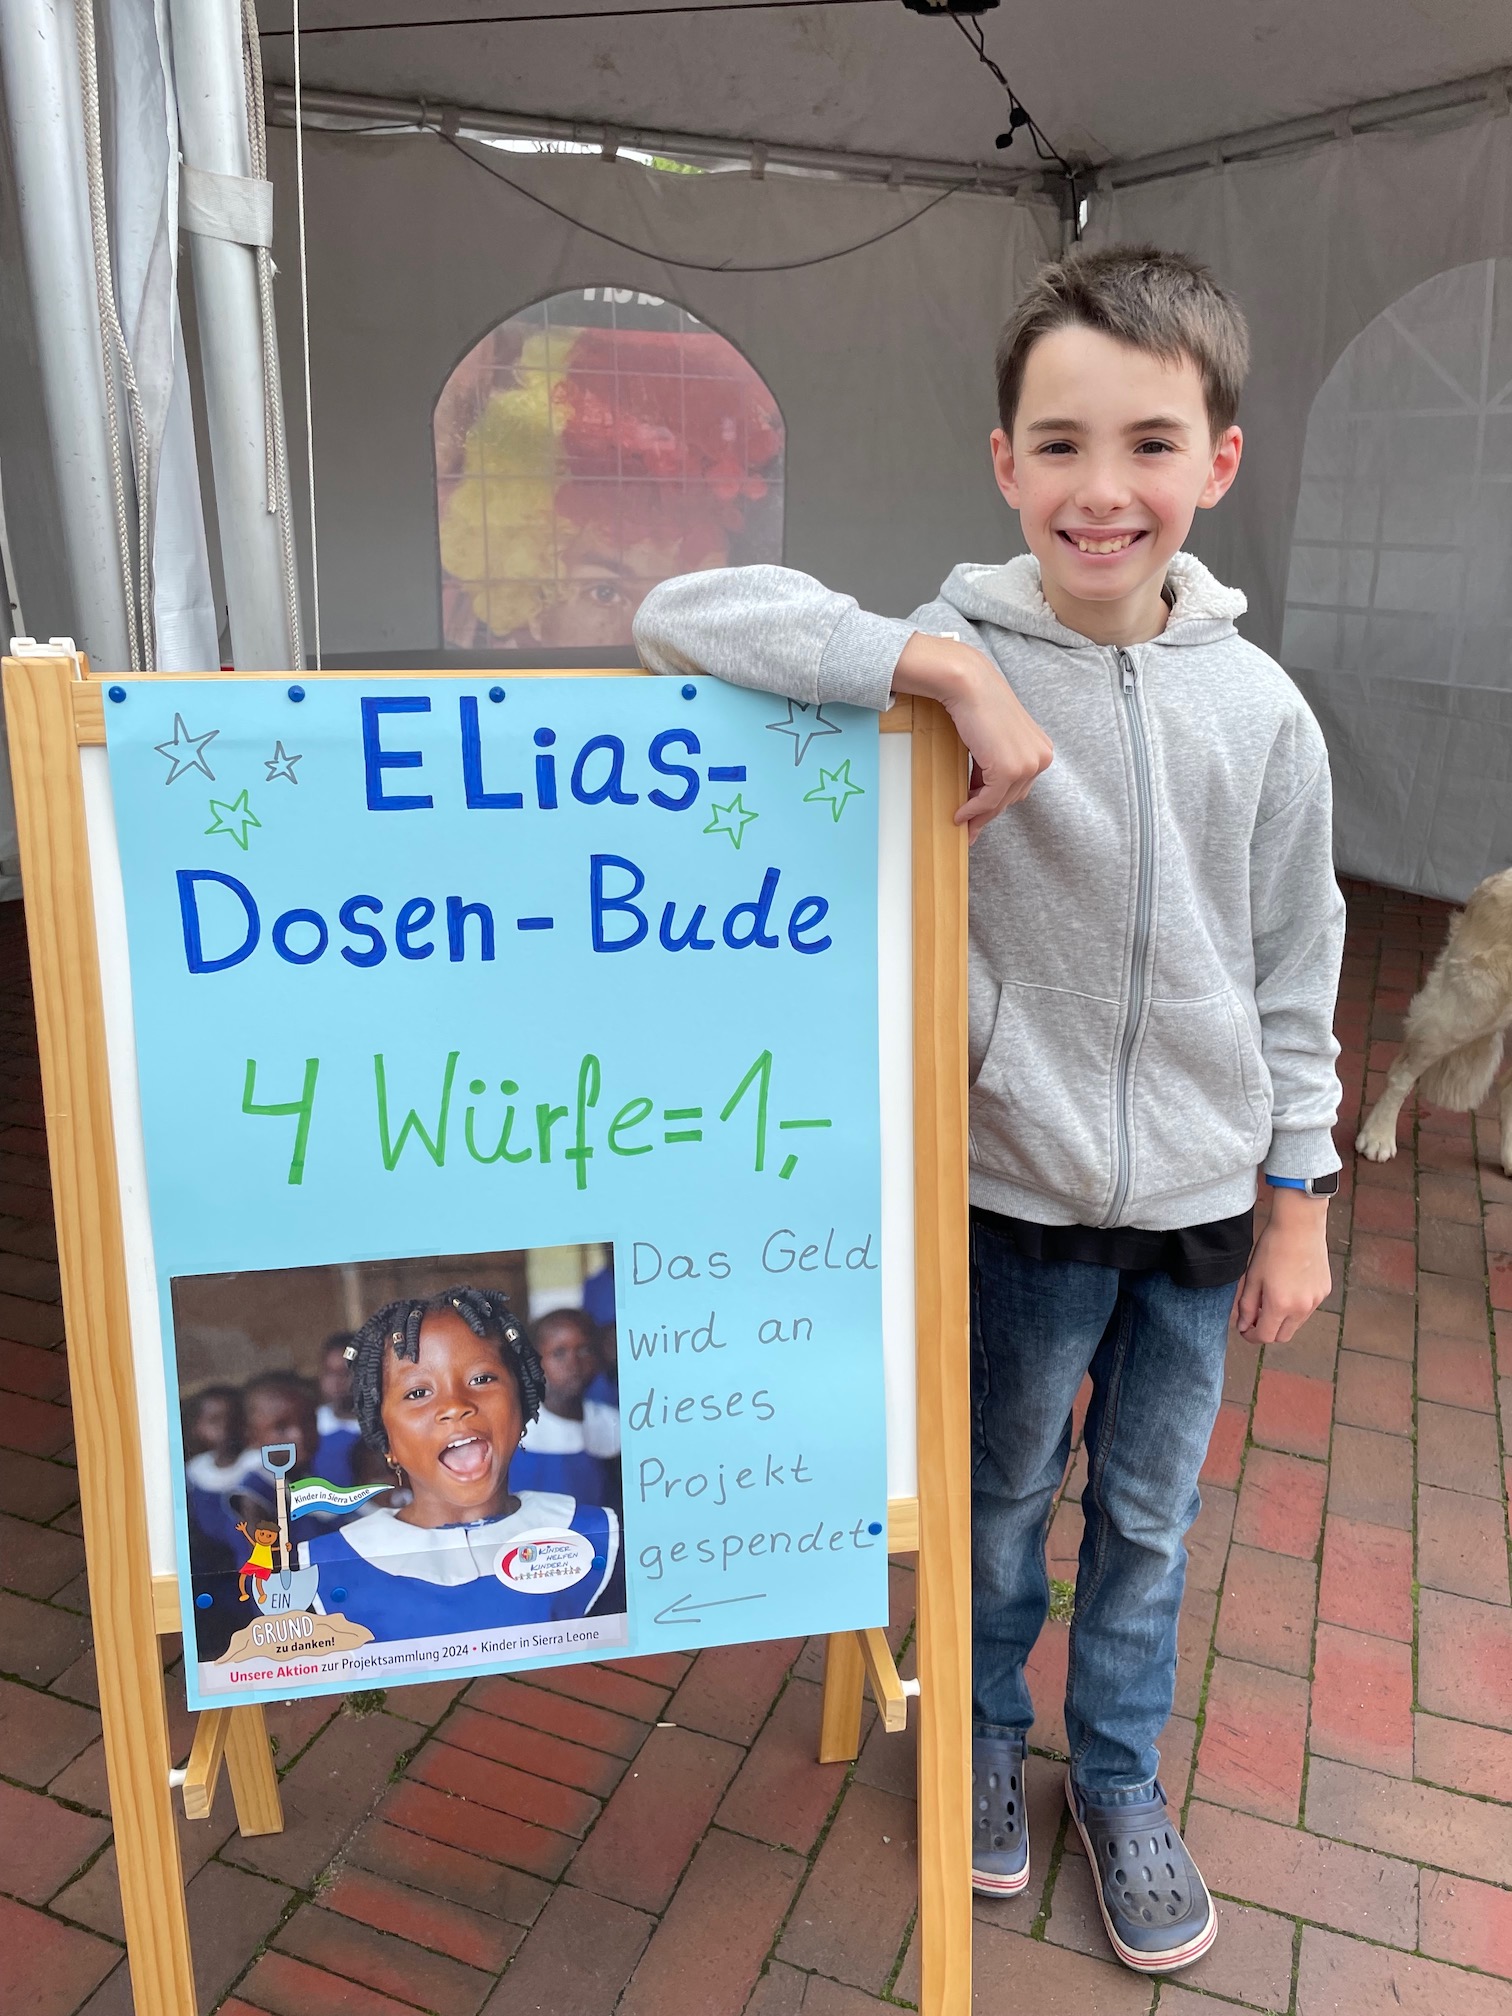 ELias-
Dosen-Bude
4 Würfe=1,-
Das Geld
wird an
dieses
Projekt
gespendet
Kinder in Sierra Leone
KINDER
HELFEN
KINDERN
EIN
GRUND
zu danken!
Unsere Aktion zur Projektsammlung 2024 • Kinder in Sierra Leone